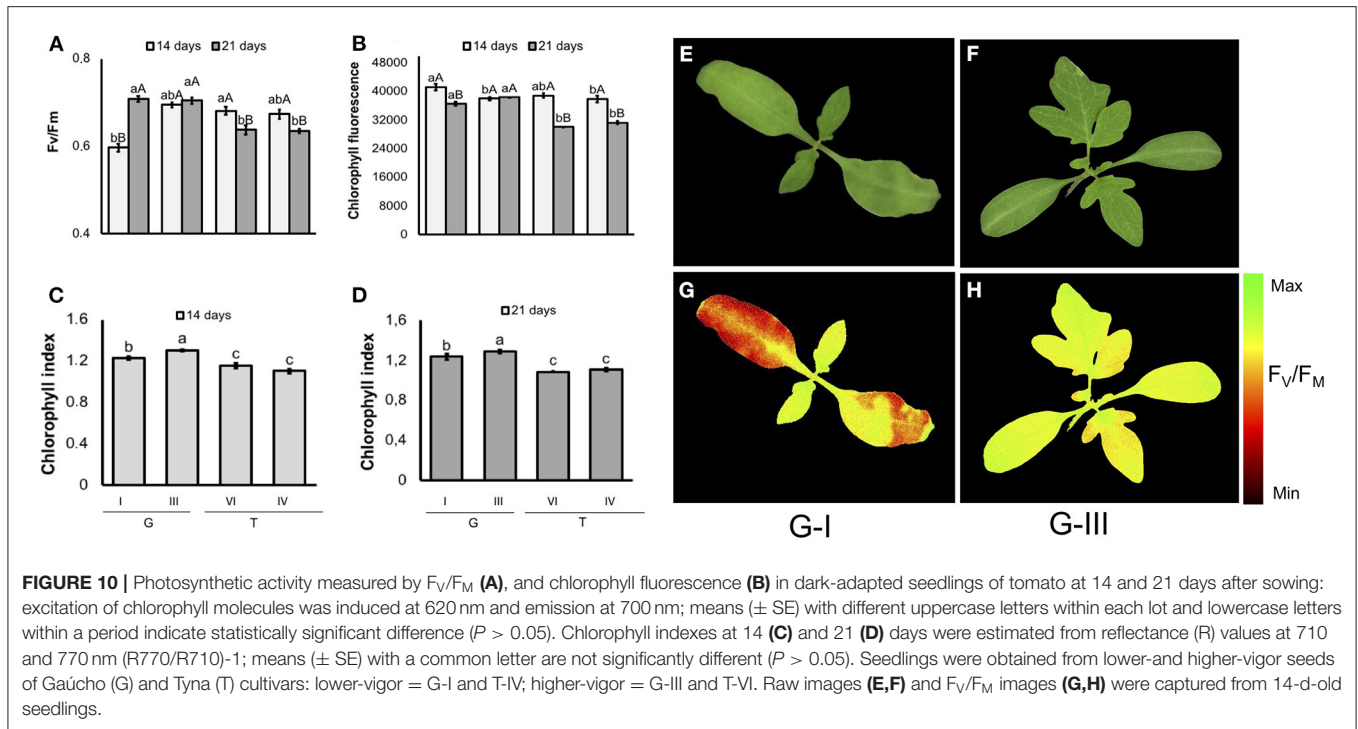 A
14 days 21 days
0.8
0.6
0.4
Fv/Fm
bB aA abA aA aA bB abA bB
B
14 days 21 days
48000
40000
32000
24000
16000
8000
0
Chlorophyll fluorescence
aA aB bA aA abA bB bA bB
C
14 days
1.6
1.2
0.8
0.4
0
Chlorophyll index
b a c c
I III VI IV
G T
D
21 days
1,6
1,2
0,8
0,4
0
Chlorophyll index
b a c c
I III VI IV
G T
E
F
G
H
Max
FV/FM
Min
G-I
G-III
FIGURE 10 | Photosynthetic activity measured by FV/FM (A), and chlorophyll fluorescence (B) in dark-adapted seedlings of tomato at 14 and 21 days after sowing:
excitation of chlorophyll molecules was induced at 620 nm and emission at 700 nm; means (± SE) with different uppercase letters within each lot and lowercase letters
within a period indicate statistically significant difference (P > 0.05). Chlorophyll indexes at 14 (C) and 21 (D) days were estimated from reflectance (R) values at 710
and 770 nm (R770/R710)-1; means (± SE) with a common letter are not significantly different (P > 0.05). Seedlings were obtained from lower-and higher-vigor seeds
of Gaúcho (G) and Tyna (T) cultivars: lower-vigor = G-I and T-IV; higher-vigor = G-III and T-VI. Raw images (E,F) and FV/FM images (G,H) were captured from 14-d-old
seedlings.